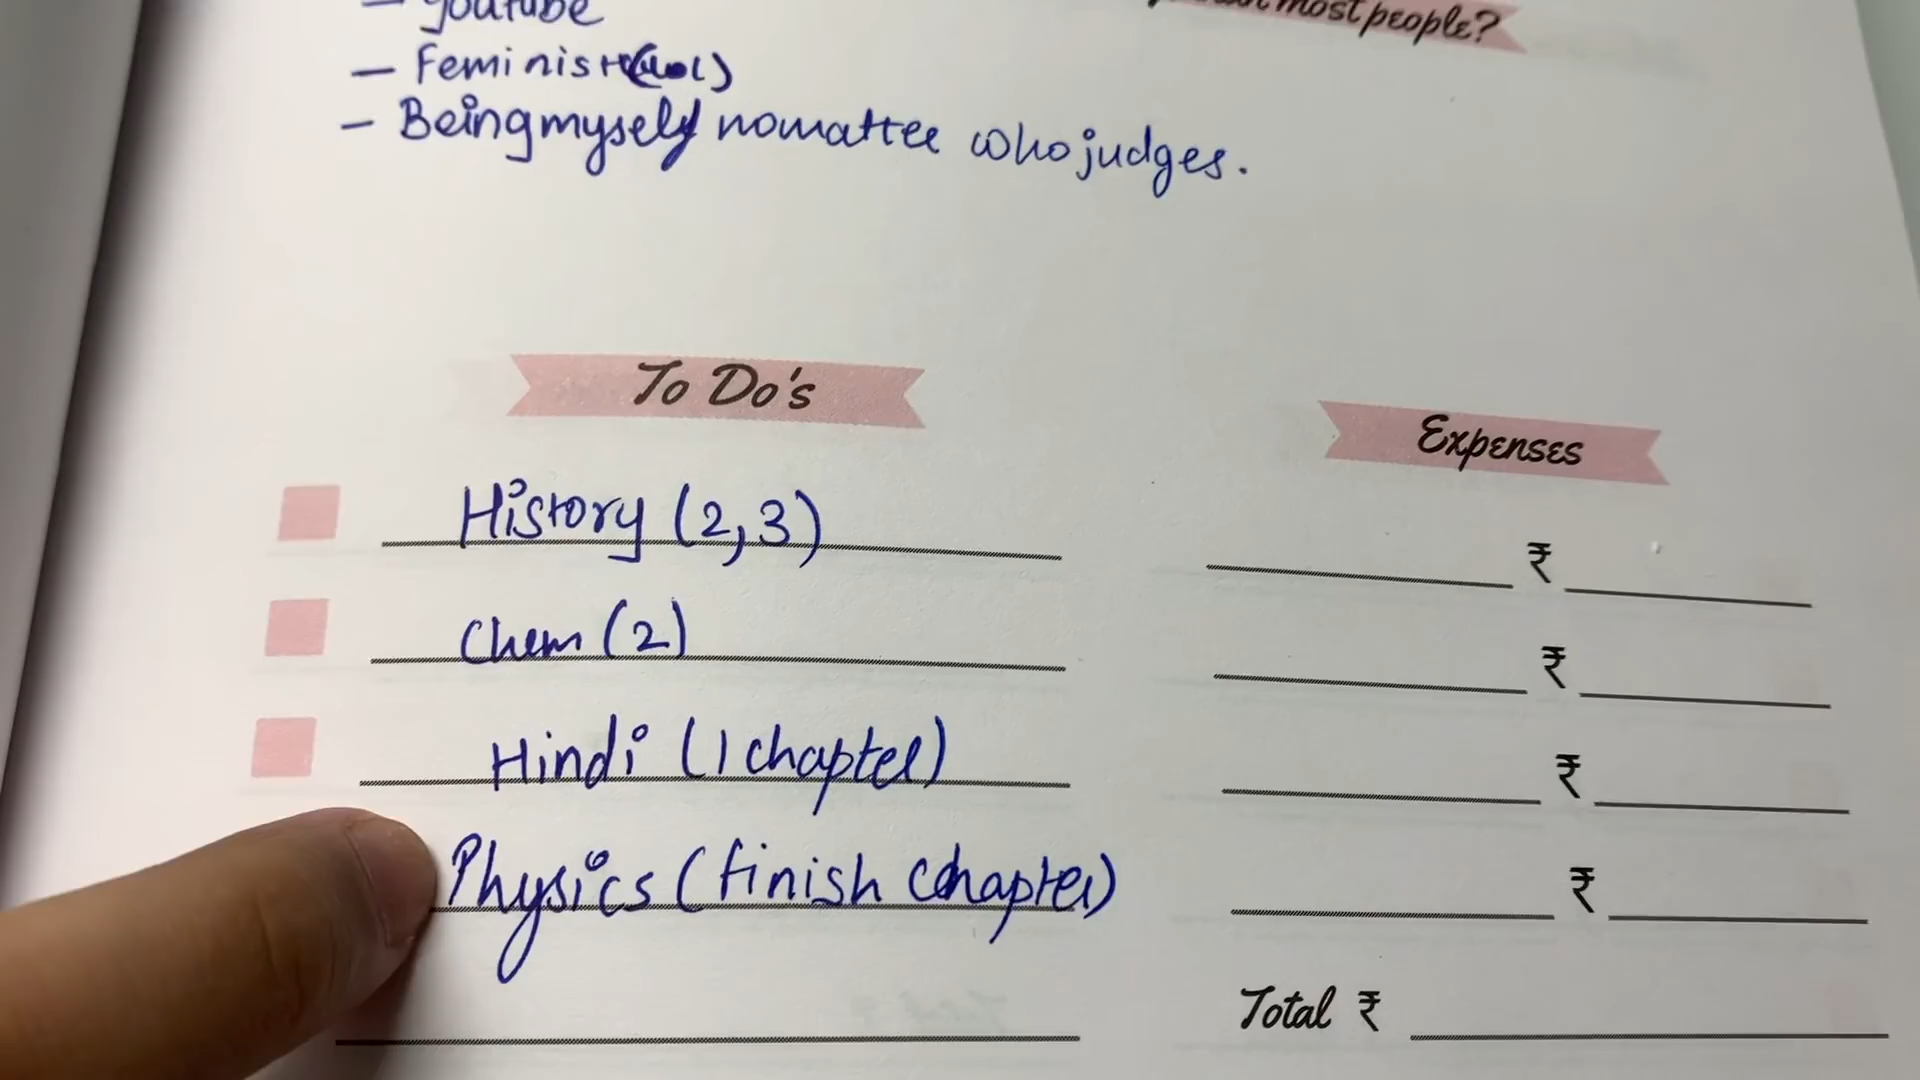 Youtube
most people?
– Feminist
– Being myself no matter who judges.
To Do's
History (2,3)
Chem (2)
Hindi (1 chapter)
Physics (finish chapter)
Expenses
₹
₹
₹
₹
Total ₹